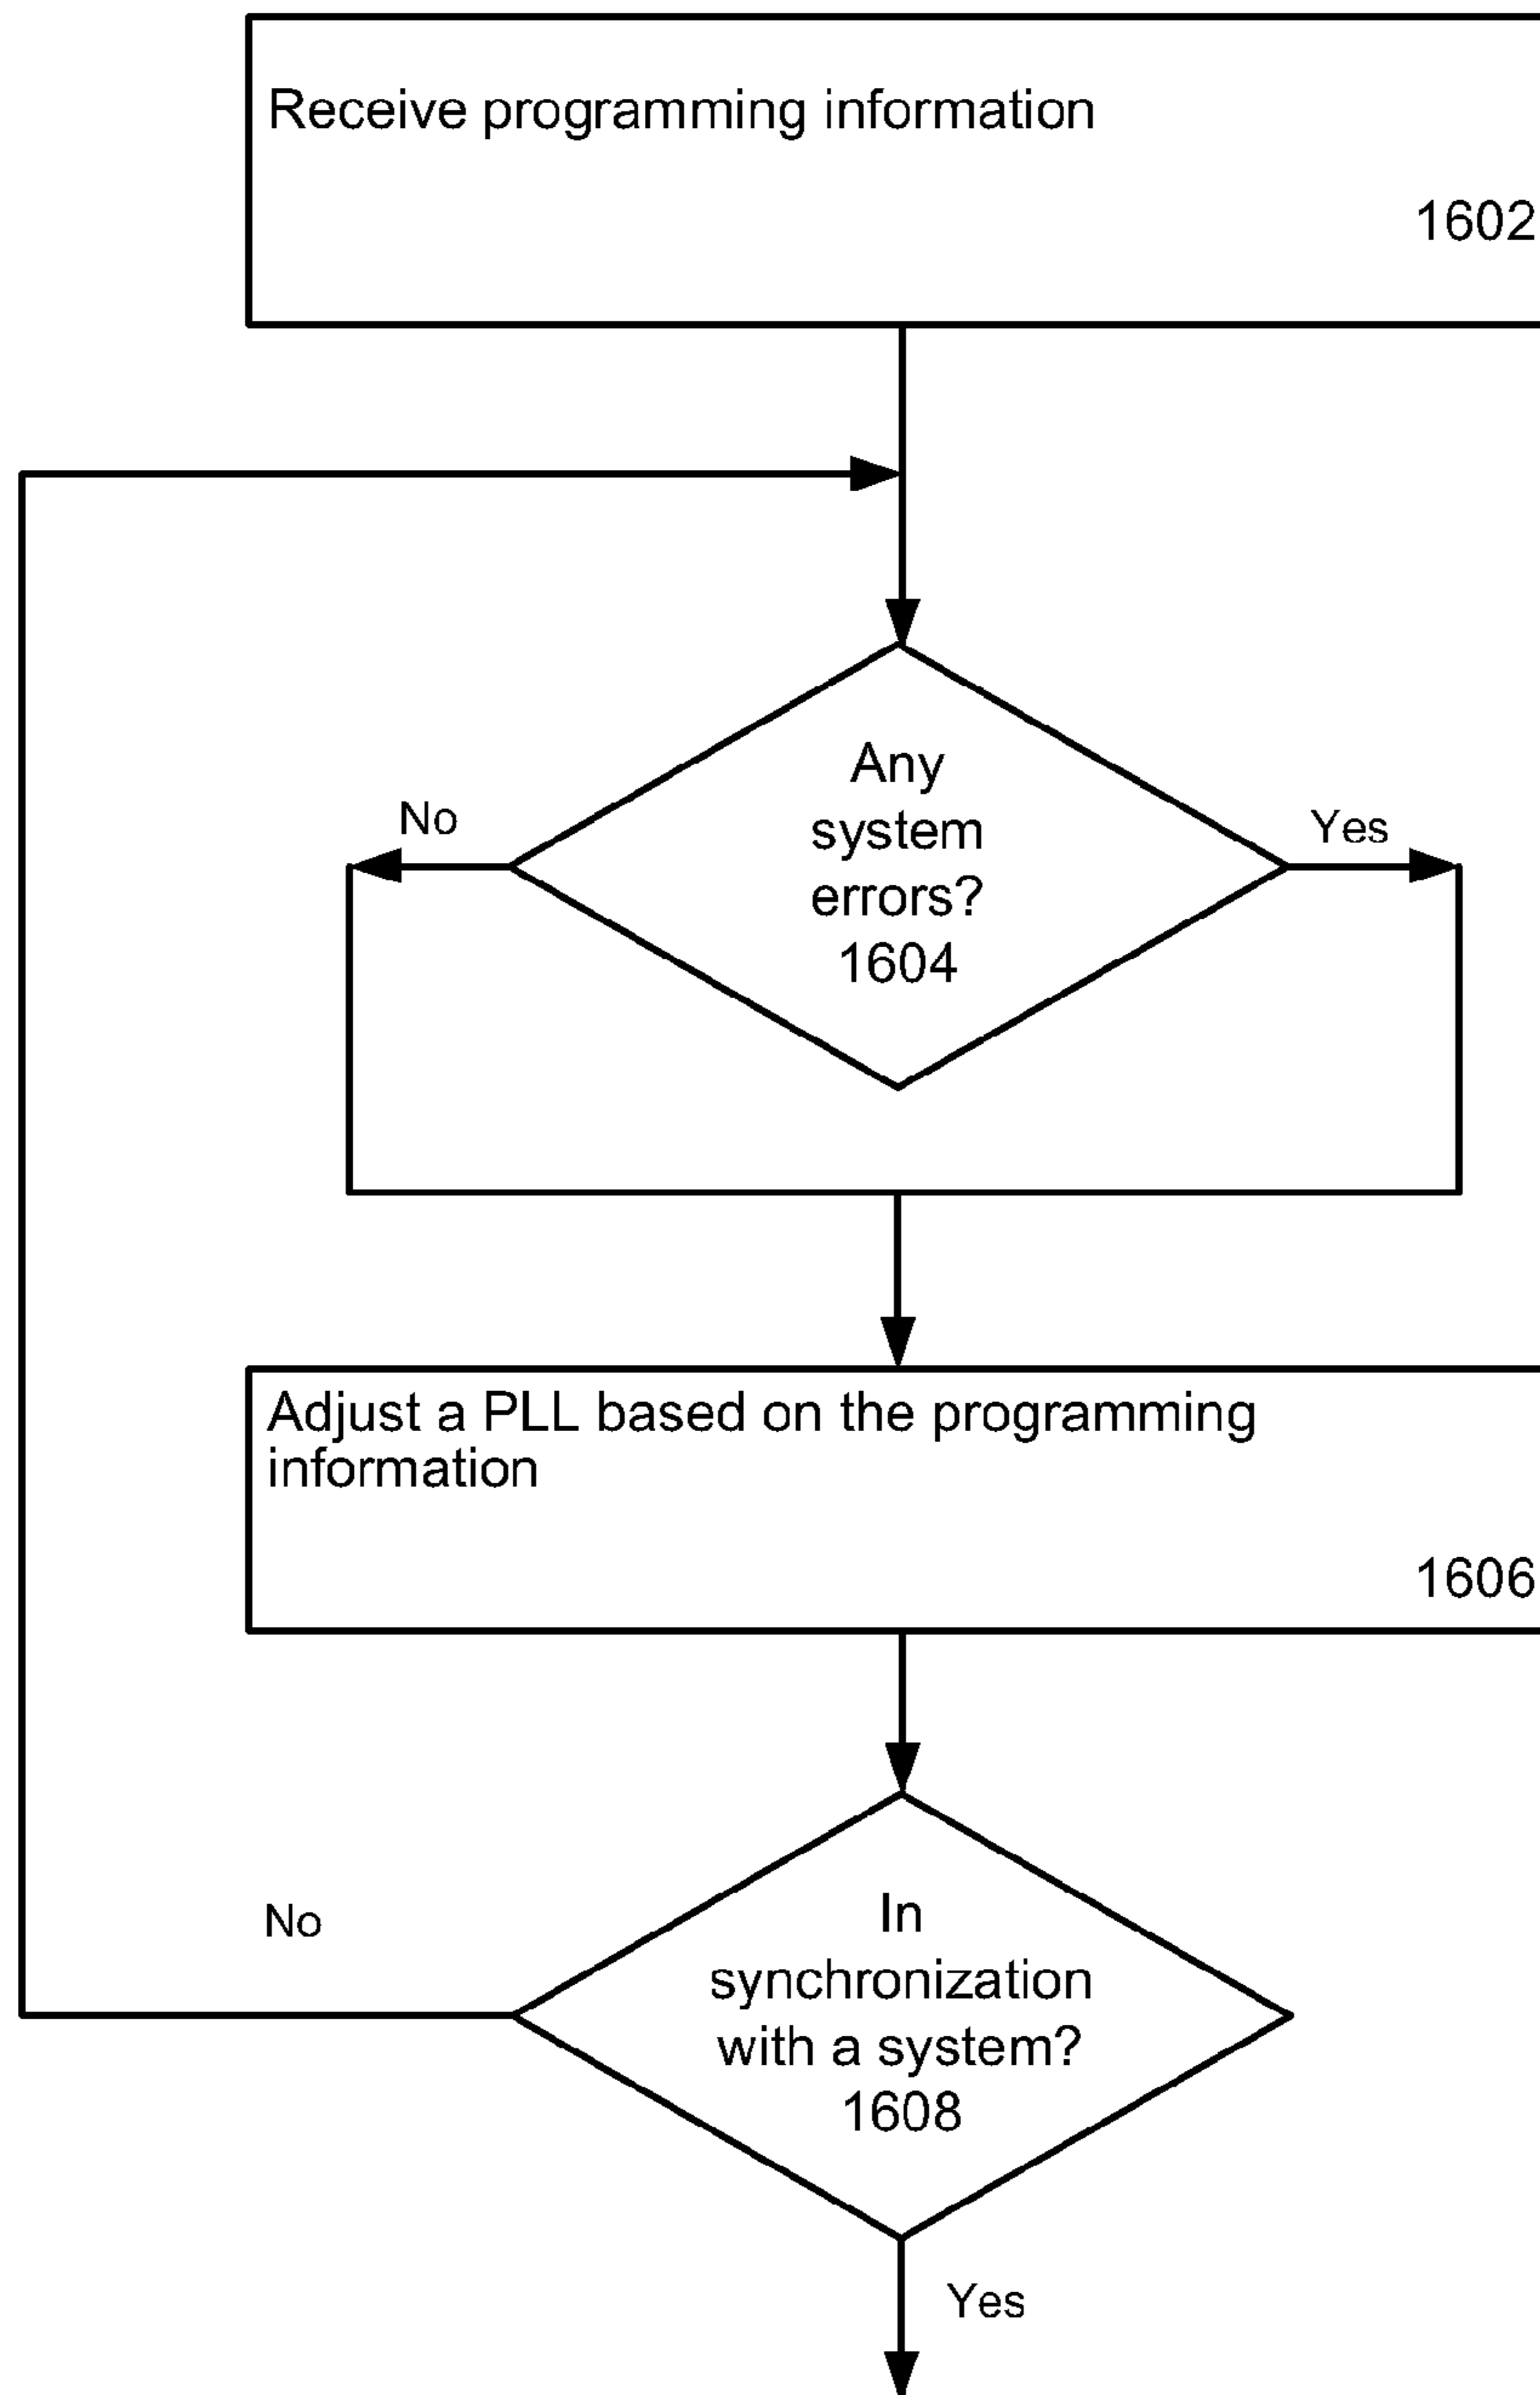 Receive programming information
1602
Any
system
errors?
1604
No
Yes
Adjust a PLL based on the programming
information
1606
In
synchronization
with a system?
1608
No
Yes